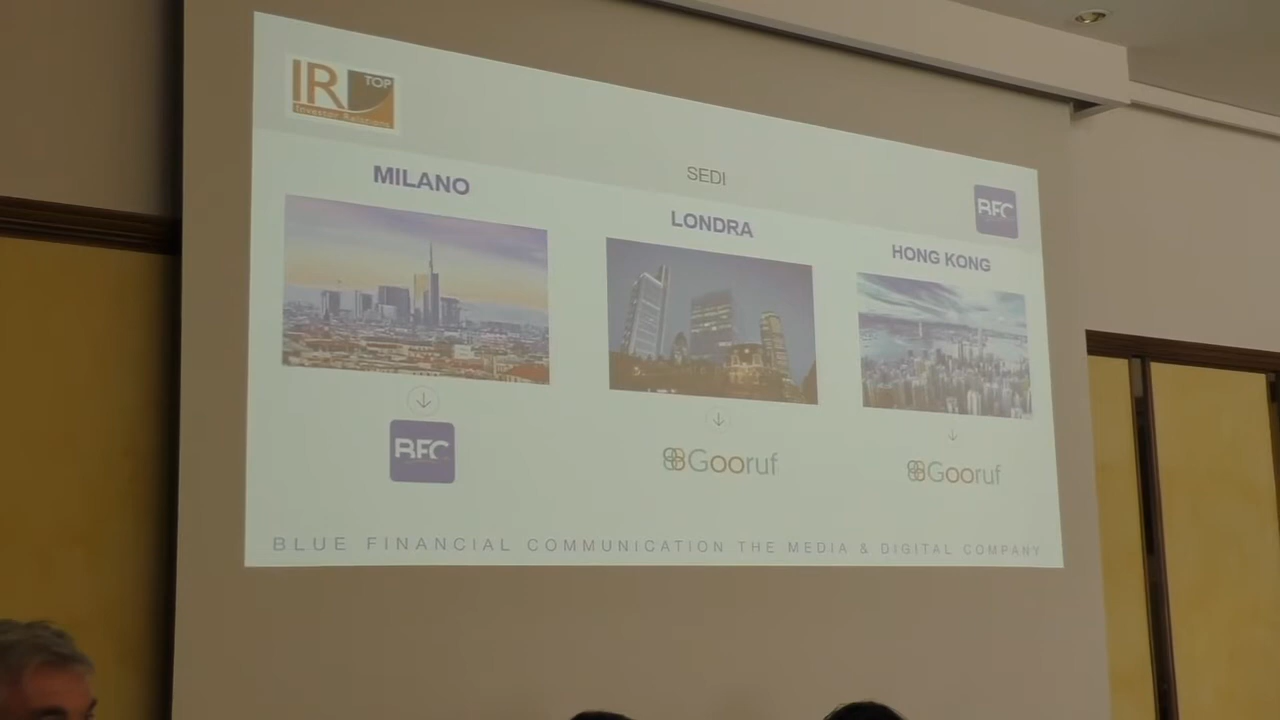 IR TOP
Investor Relations
SEDI
MILANO
LONDRA
HONG KONG
BFC
BFC
Gooruf
Gooruf
BLUE FINANCIAL COMMUNICATION THE MEDIA & DIGITAL COMPANY